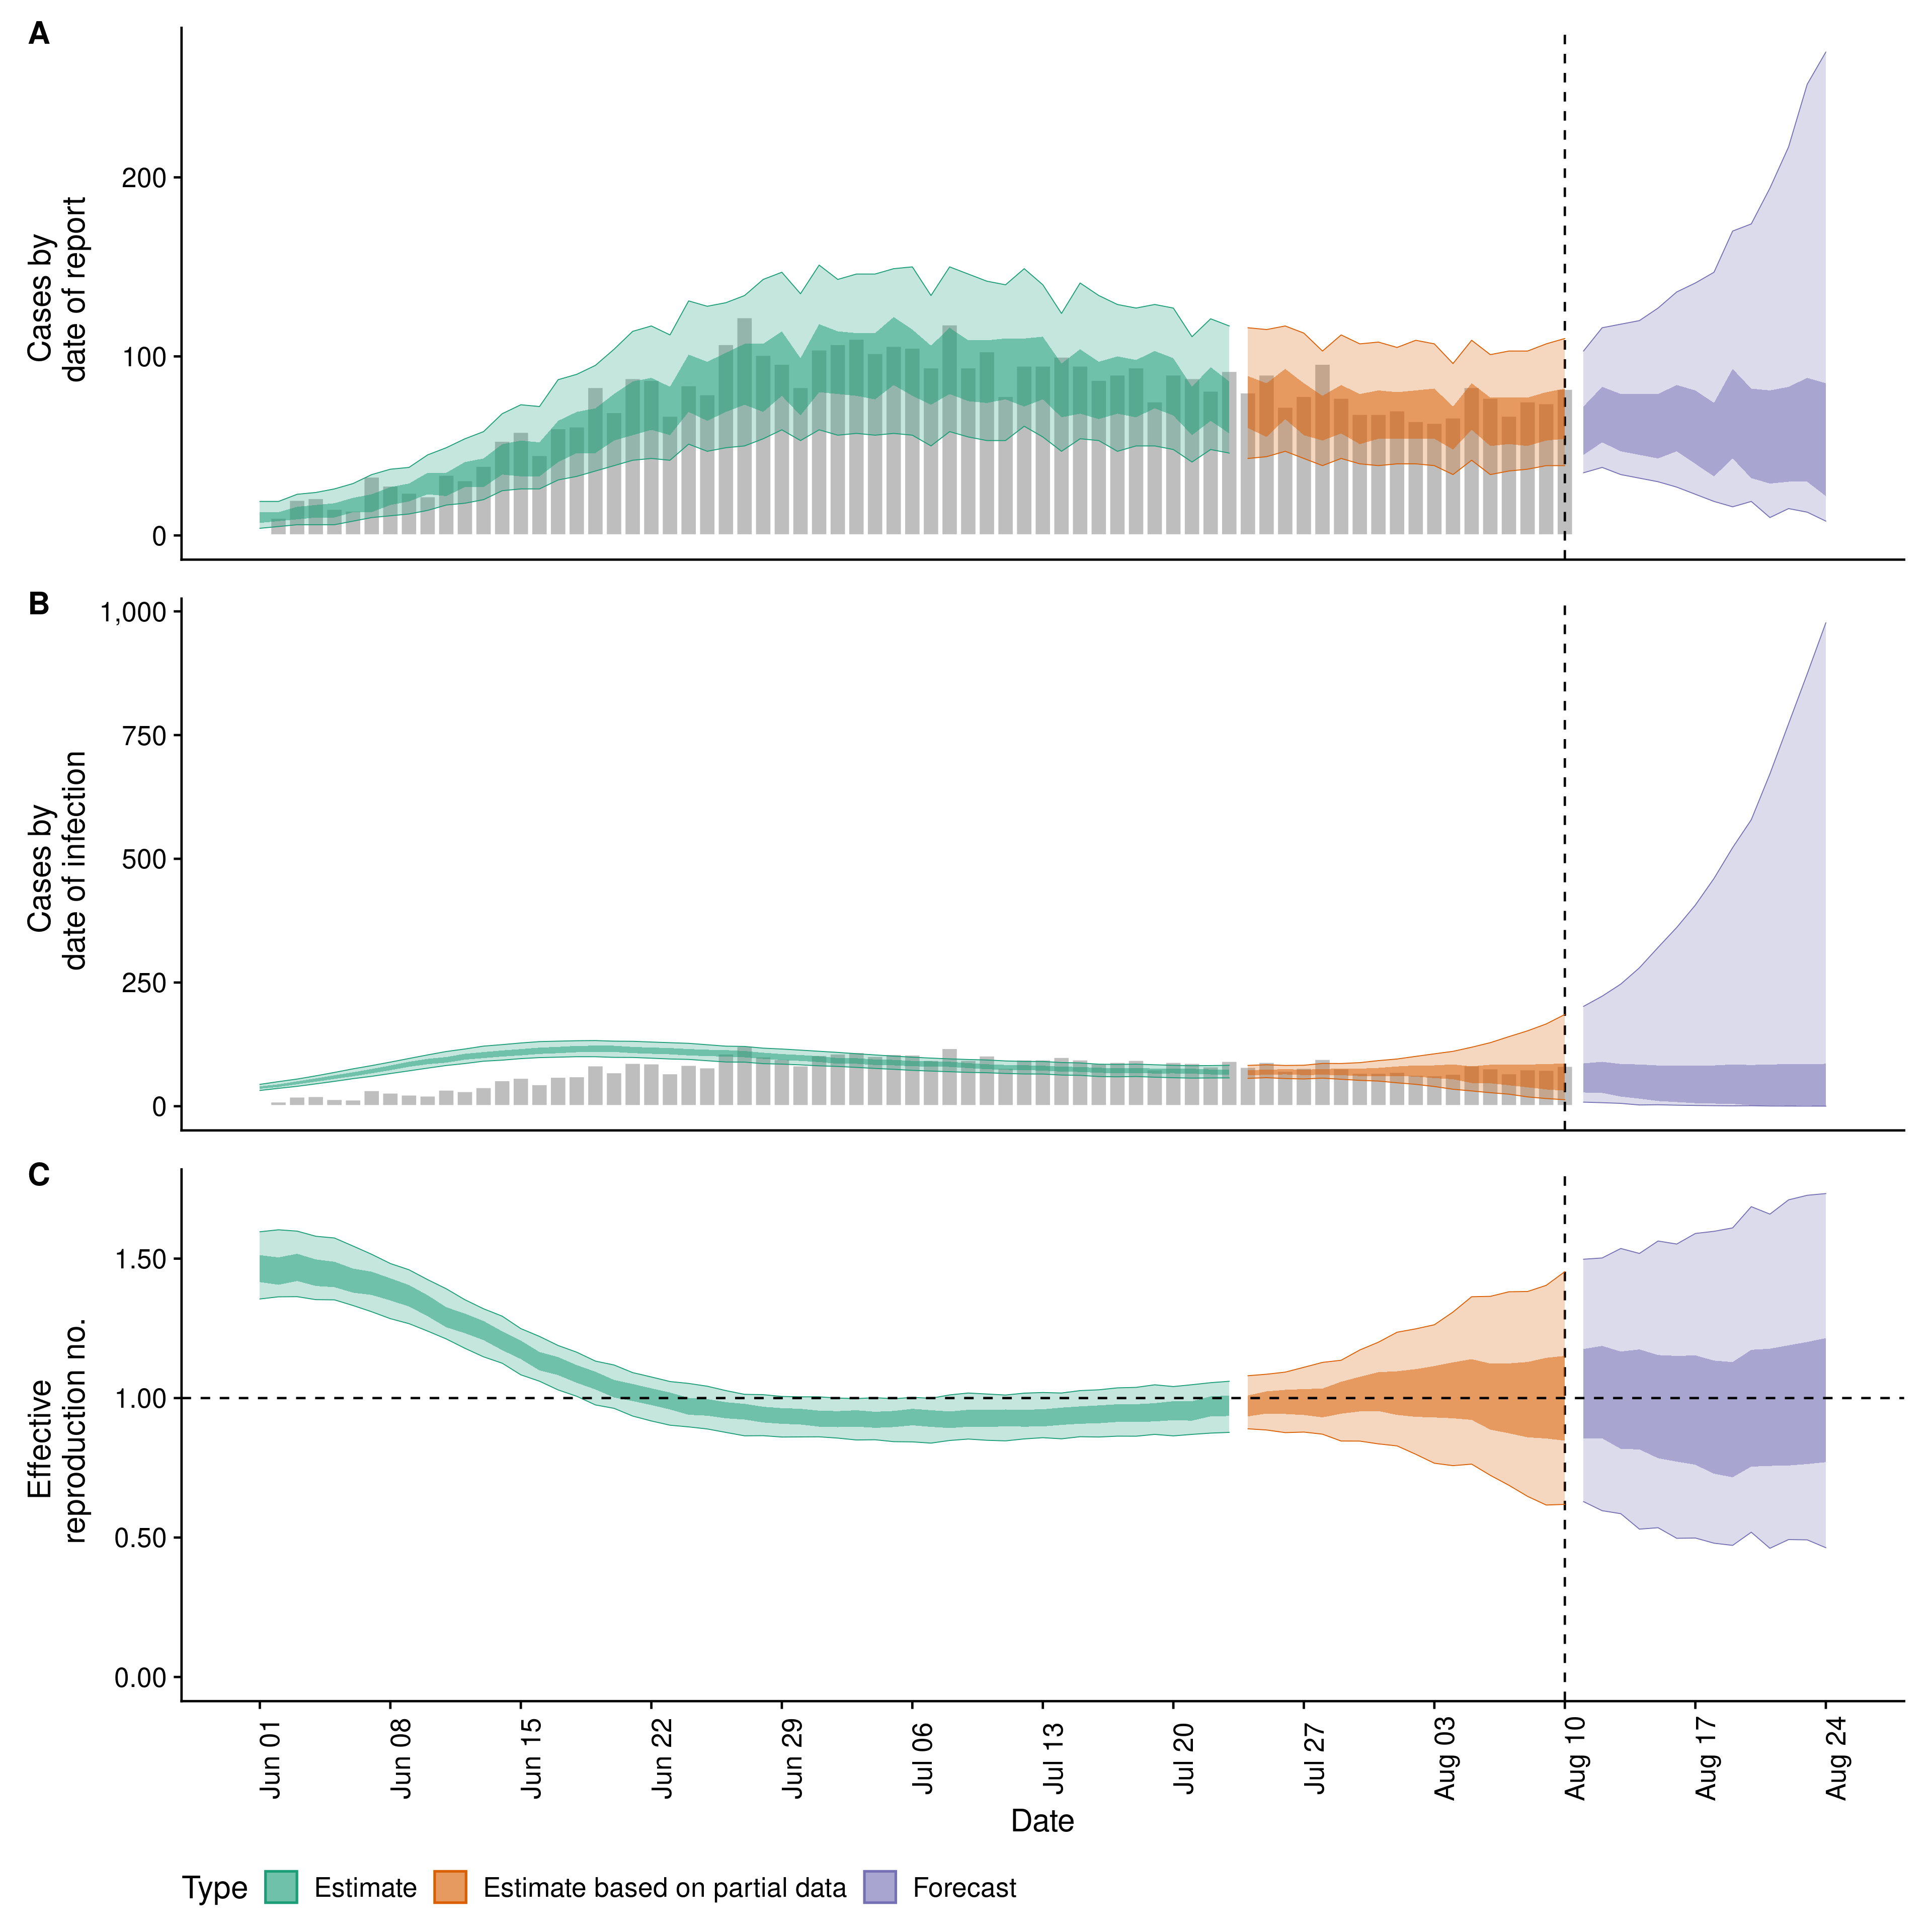 A
Cases by
date of report
200
100
0
B
Cases by
date of infection
1,000
750
500
250
0
C
Effective
reproduction no.
1.50
1.00
0.50
0.00
Jun 01
Jun 08
Jun 15
Jun 22
Jun 29
Jul 06
Jul 13
Jul 20
Jul 27
Aug 03
Aug 10
Aug 17
Aug 24
Date
Type Estimate Estimate based on partial data Forecast